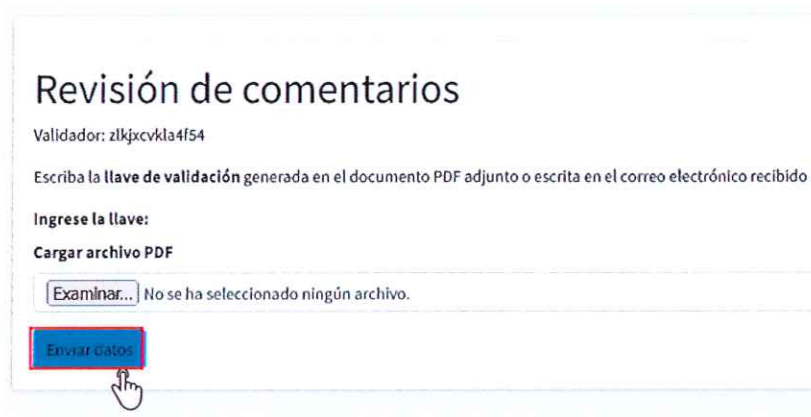 Revisión de comentarios
Validador: zlkjxcvkla4f54
Escriba la llave de validación generada en el documento PDF adjunto o escrita en el correo electrónico recibido
Ingrese la llave:
Cargar archivo PDF
Examinar... No se ha seleccionado ningún archivo.
Enviar datos